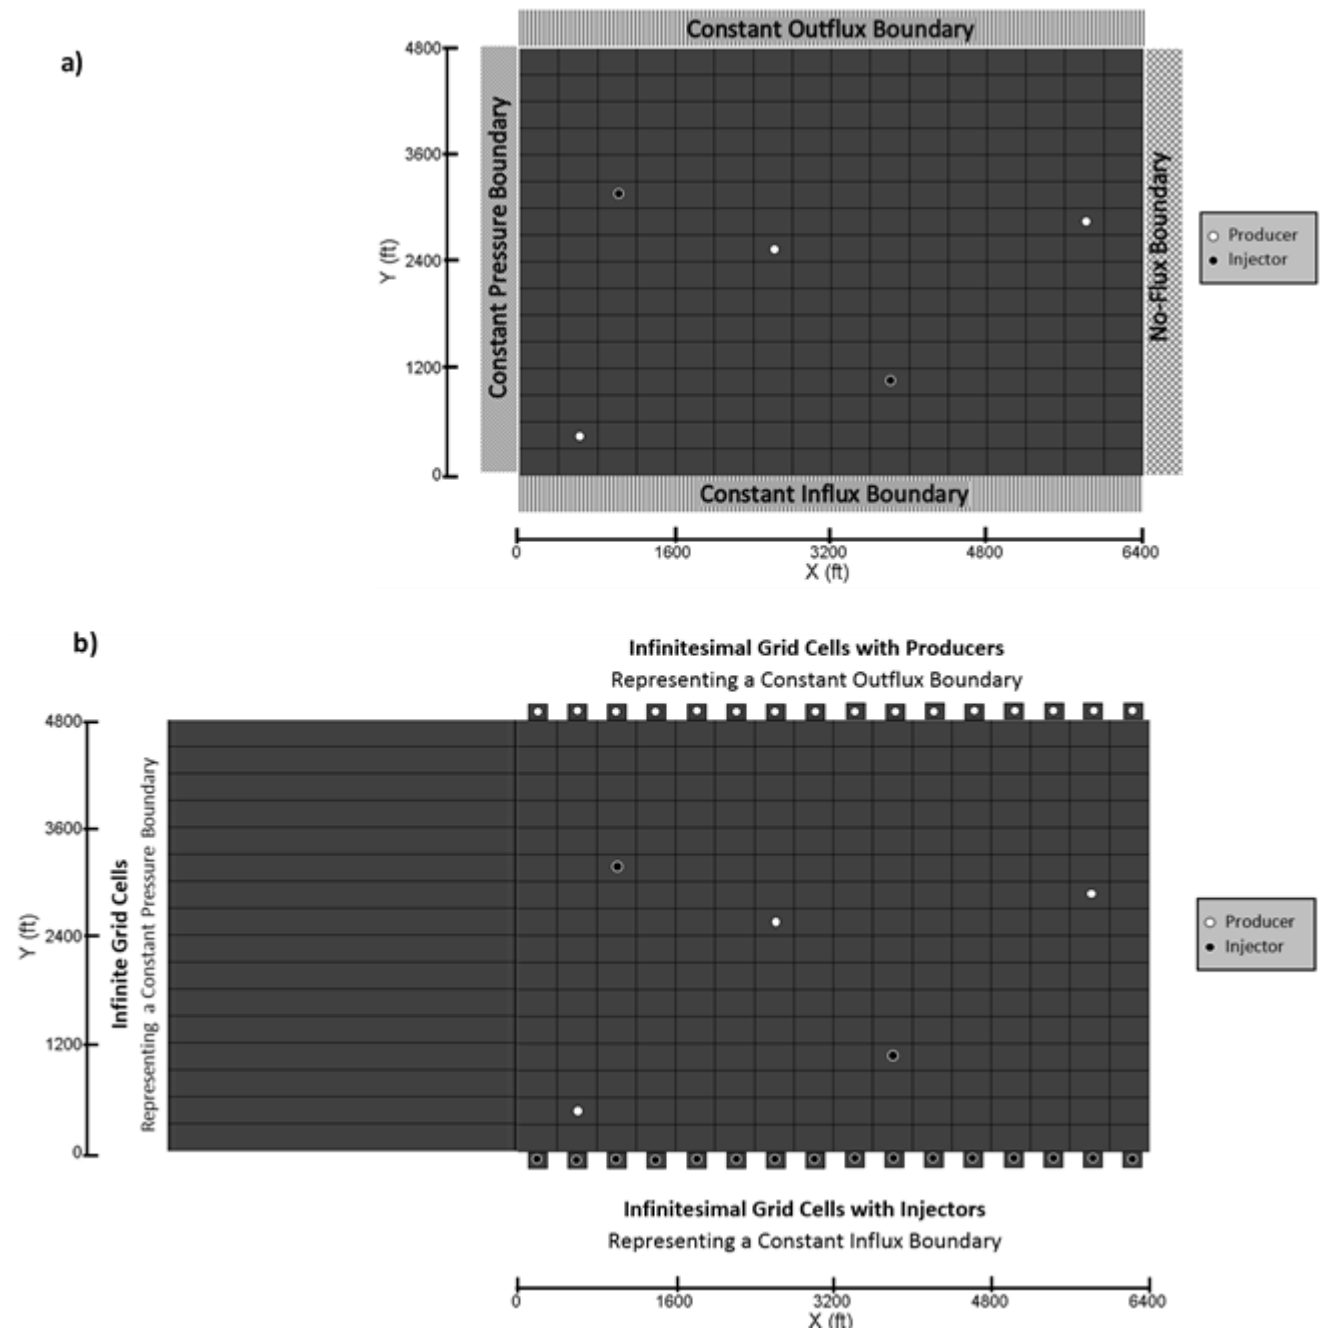 a)
Constant Outflux Boundary
4800
3600
2400
1200
0
Y (ft)
Constant Pressure Boundary
No-Flux Boundary
Producer
Injector
Constant Influx Boundary
0 1600 3200 4800 6400
X (ft)
b)
Infinitesimal Grid Cells with Producers
Representing a Constant Outflux Boundary
4800
3600
2400
1200
0
Y (ft)
Infinite Grid Cells
Representing a Constant Pressure Boundary
Producer
Injector
Infinitesimal Grid Cells with Injectors
Representing a Constant Influx Boundary
0 1600 3200 4800 6400
X (ft)